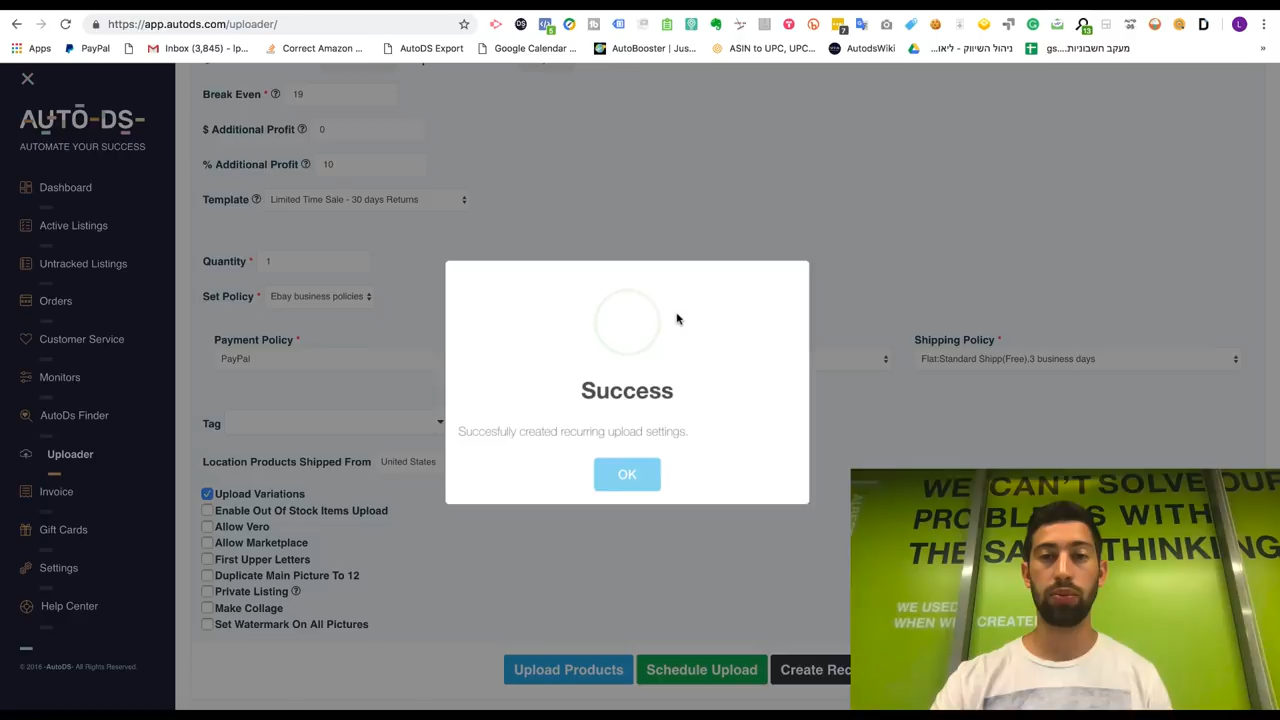 https://app.autods.com/uploader/
Apps
PayPal
Inbox (3,845) - lp...
Correct Amazon ...
AutoDS Export
Google Calendar ...
AutoBooster | Jus...
ASIN to UPC, UPC...
AutodsWiki
ניהול השיווק - ליאו...
מעקב חשבוניות....gs
»
AUTO-DS-
AUTOMATE YOUR SUCCESS
Dashboard
Active Listings
Untracked Listings
Orders
Customer Service
Monitors
AutoDs Finder
Uploader
Invoice
Gift Cards
Settings
Help Center
© 2016 -AutoDS- All Rights Reserved.
Break Even * 19
$ Additional Profit 0
% Additional Profit 10
Template Limited Time Sale - 30 days Returns
Quantity * 1
Set Policy * Ebay business policies
Payment Policy *
PayPal
Shipping Policy *
Flat:Standard Shipp(Free),3 business days
Tag
Location Products Shipped From United States
Upload Variations
Enable Out Of Stock Items Upload
Allow Vero
Allow Marketplace
First Upper Letters
Duplicate Main Picture To 12
Private Listing
Make Collage
Set Watermark On All Pictures
Upload Products
Schedule Upload
Create Rec
Success
Succesfully created recurring upload settings.
OK
WE CAN'T SOLVE OUR
PROBLEMS WITH
THE SA THINKING
WE USED
WHEN WE CREATE